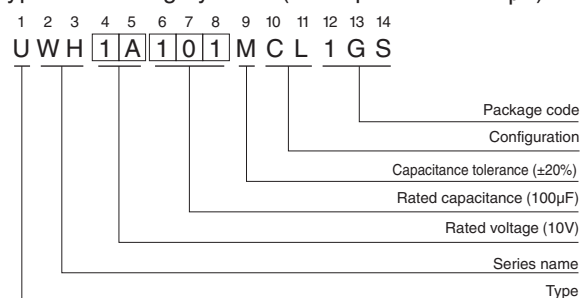 1 2 3 4 5 6 7 8 9 10 11 12 13 14
U W H 1 A 1 0 1 M C L 1 G S
Package code
Configuration
Capacitance tolerance (±20%)
Rated capacitance (100µF)
Rated voltage (10V)
Series name
Type